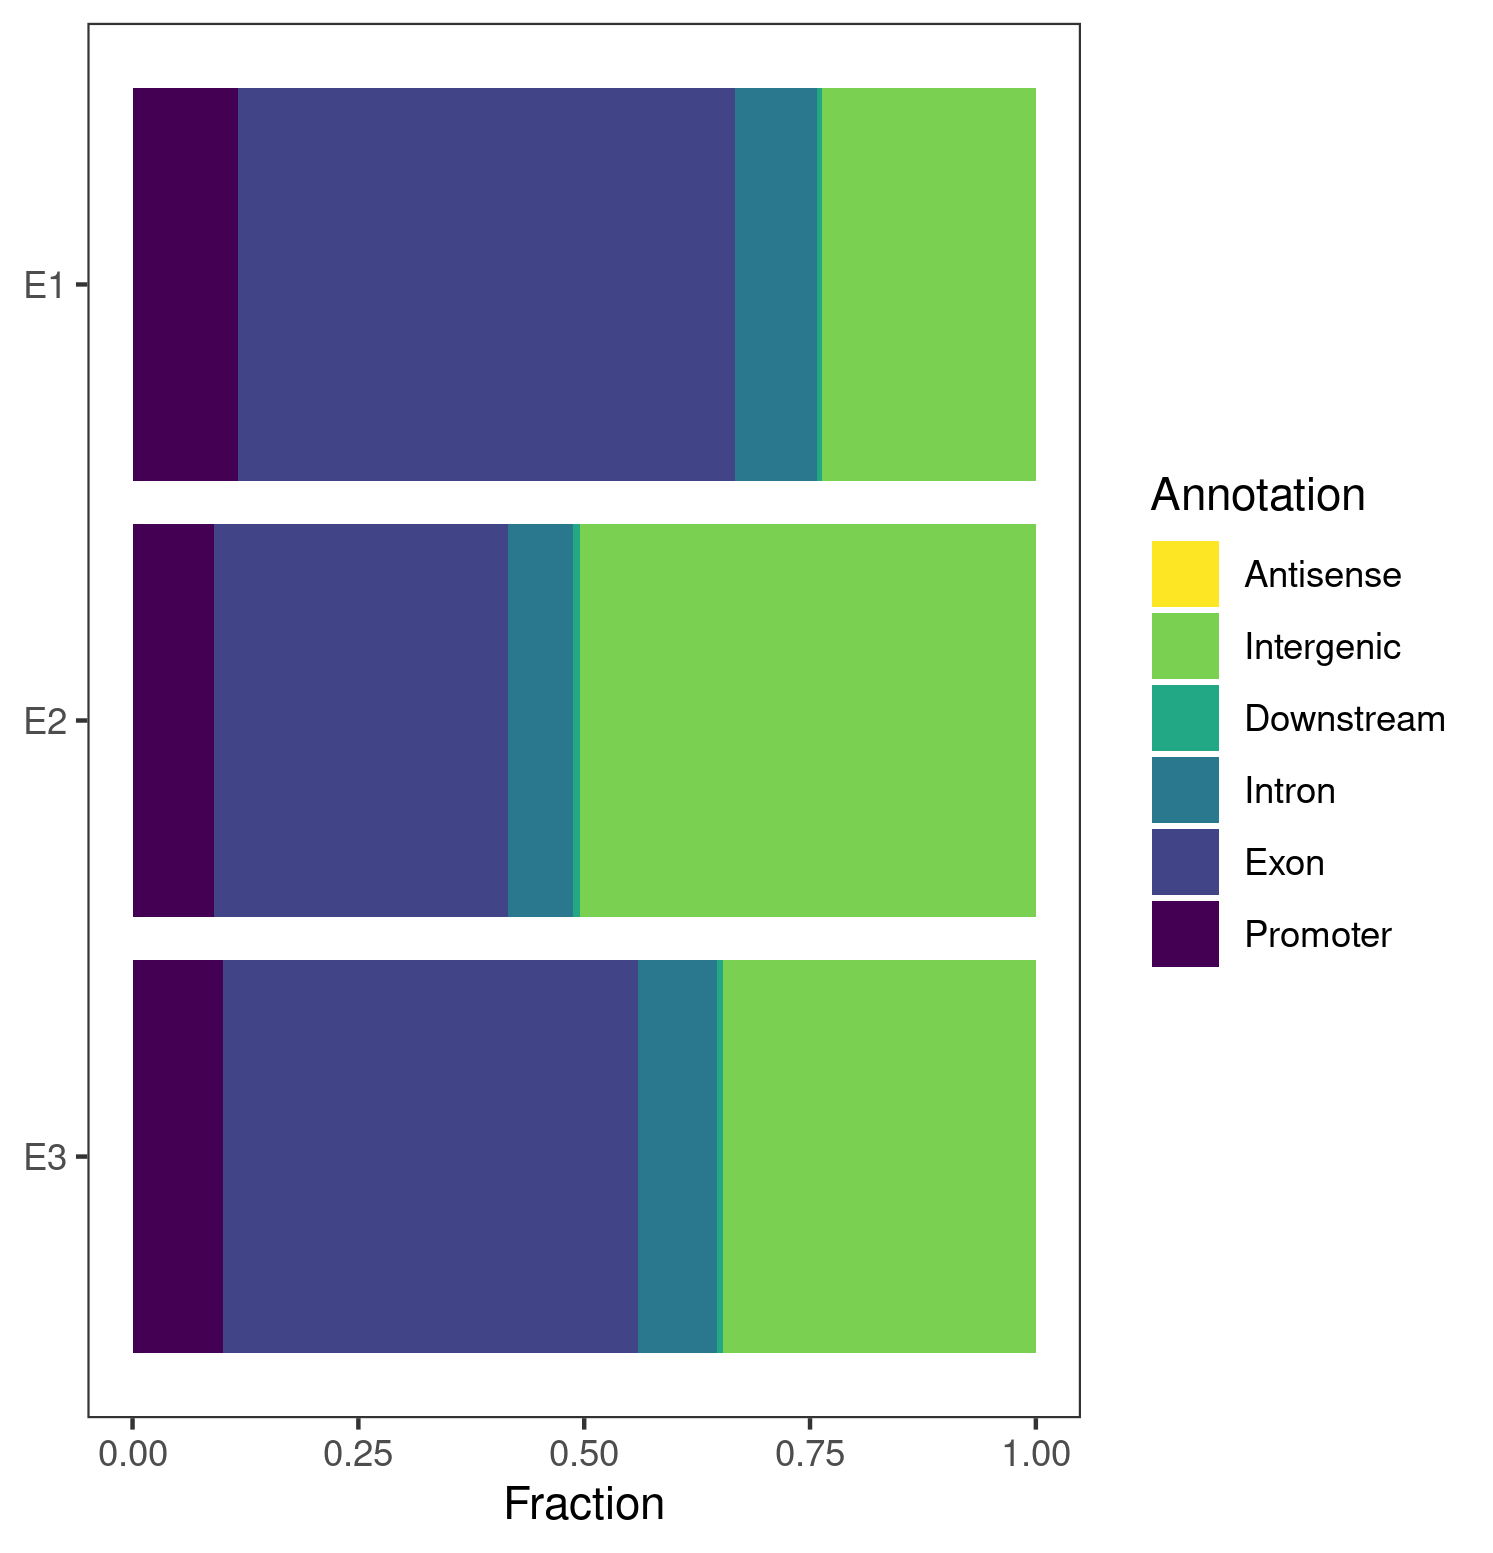 E1
E2
E3
0.00
0.25
0.50
0.75
1.00
Fraction
Annotation
Antisense
Intergenic
Downstream
Intron
Exon
Promoter